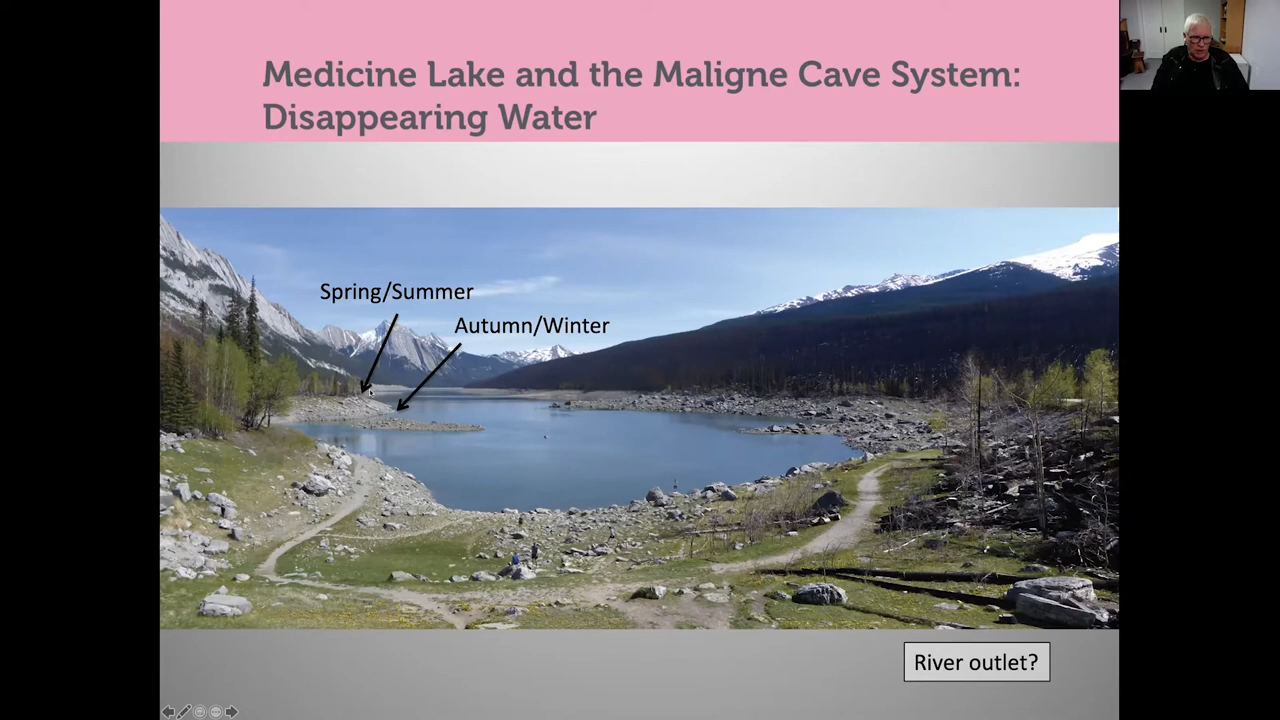 Medicine Lake and the Maligne Cave System:
Disappearing Water
Spring/Summer
Autumn/Winter
River outlet?